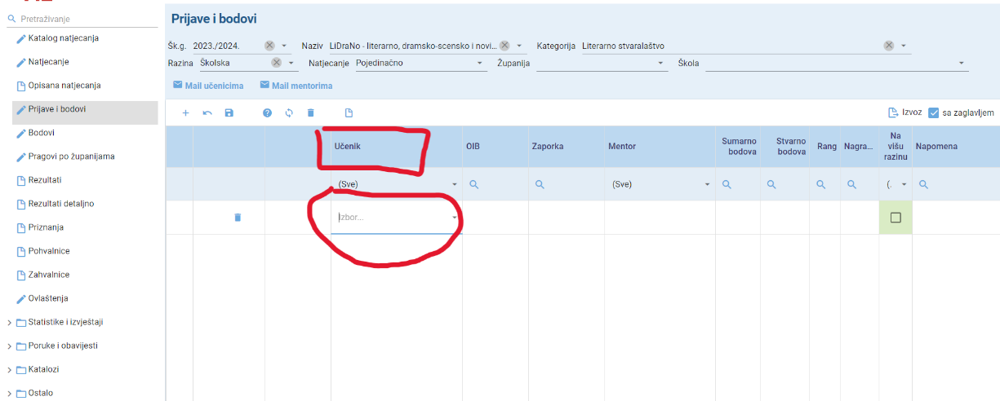 Pretraživanje
Katalog natjecanja
Natjecanje
Opisana natjecanja
Prijave i bodovi
Bodovi
Pragovi po županijama
Rezultati
Rezultati detaljno
Priznanja
Pohvalnice
Zahvalnice
Ovlaštenja
Statistike i izvještaji
Poruke i obavijesti
Katalozi
Ostalo
Prijave i bodovi
Šk.g. 2023./2024. Naziv LiDraNo - literarno, dramsko-scensko i novi... Kategorija Literarno stvaralaštvo
Razina Školska Natjecanje Pojedinačno Županija Škola
Mail učenicima Mail mentorima
Izvoz sa zaglavljem
Učenik OIB Zaporka Mentor Sumarno bodova Stvarno bodova Rang Nagra... Na višu razinu Napomena
(Sve) (Sve) (.
Izbor...